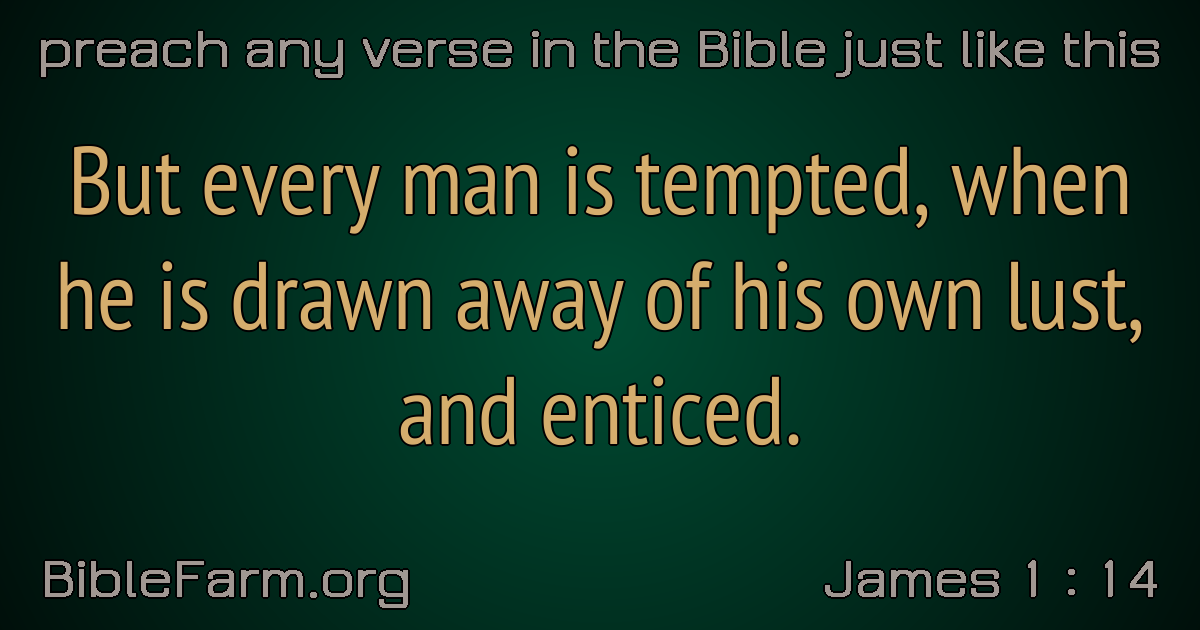 preach any verse in the Bible just like this
But every man is tempted, when
he is drawn away of his own lust,
and enticed.
BibleFarm.org
James 1 : 14